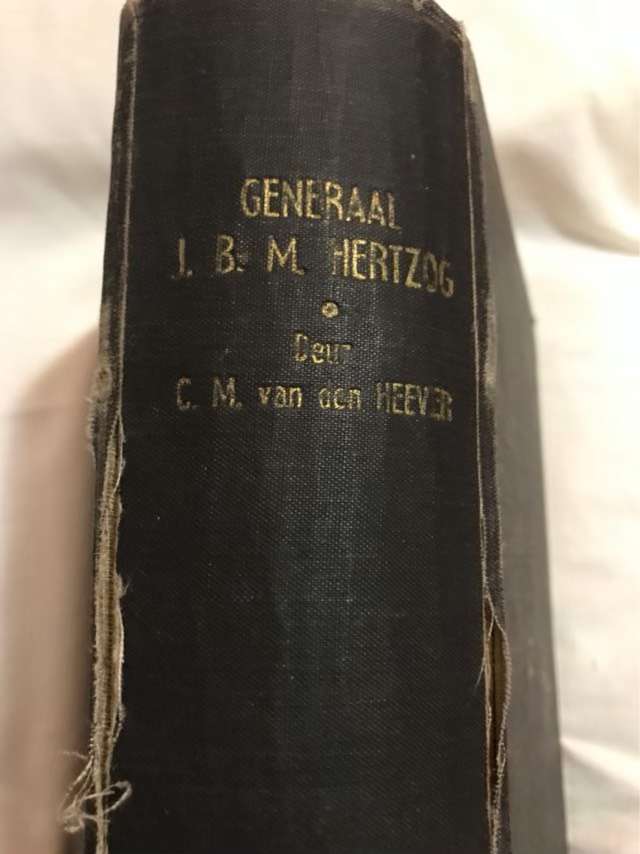 GENERAAL
J. B. M. HERTZOG
Deur
C. M. van den HEEVER